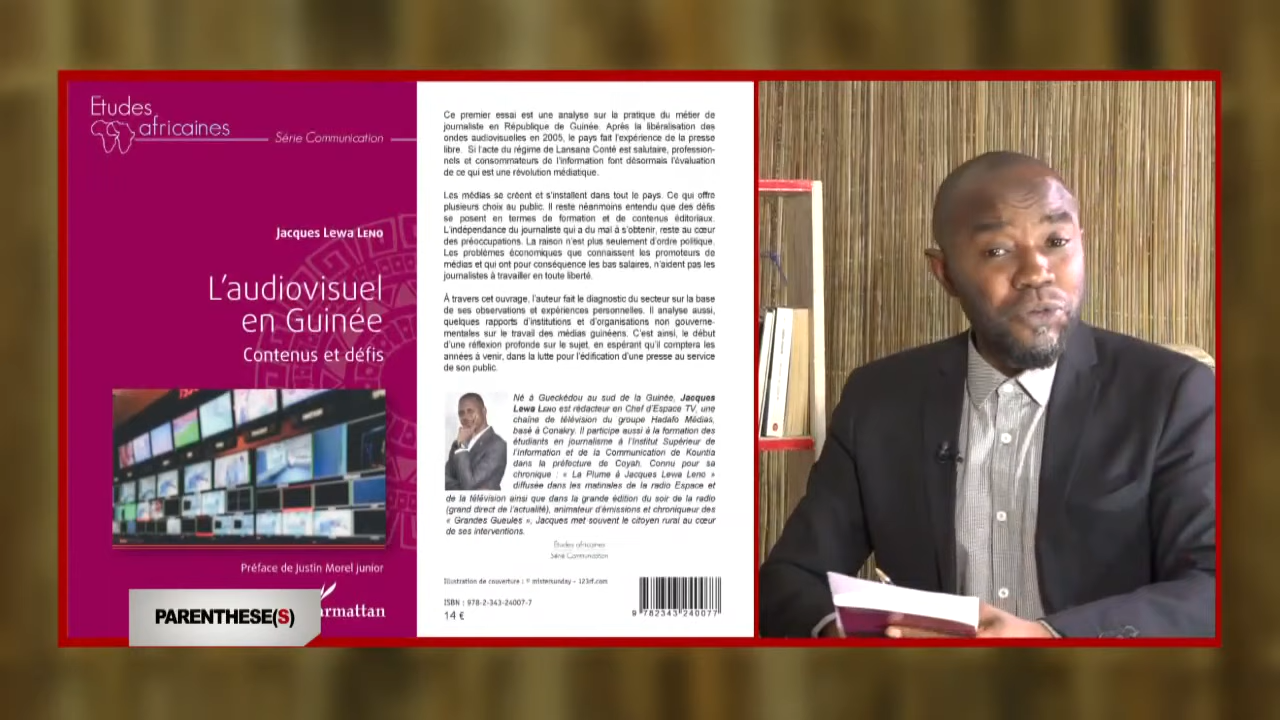 Etudes
africaines
Série Communication
Jacques Lewa LENO
L'audiovisuel
en Guinée
Contenus et défis
Préface de Justin Morel junior
PARENTHESE(S)
Ce premier essai est une analyse sur la pratique du métier de
journaliste en République de Guinée. Après la libéralisation des
ondes audiovisuelles en 2005, le pays fait l'expérience de la presse
libre. Si l'acte du régime de Lansana Conté est salutaire, profession-
nels et consommateurs de l'information font désormais l'évaluation
de ce qui est une révolution médiatique.
Les médias se créent et s'installent dans tout le pays. Ce qui offre
plusieurs choix au public. Il reste néanmoins entendu que des défis
se posent en termes de formation et de contenus éditoriaux.
L'indépendance du journaliste qui a du mal à s'obtenir, reste au cœur
des préoccupations. La raison n'est plus seulement d'ordre politique.
Les problèmes économiques que connaissent les promoteurs de
médias et qui ont pour conséquence les bas salaires, n'aident pas les
journalistes à travailler en toute liberté.
À travers cet ouvrage, l'auteur fait le diagnostic du secteur sur la base
de ses observations et expériences personnelles. Il analyse aussi,
quelques rapports d'institutions et d'organisations non gouverne-
mentales sur le travail des médias guinéens. C'est ainsi, le début
d'une réflexion profonde sur le sujet, en espérant qu'il comptera les
années à venir, dans la lutte pour l'édification d'une presse au service
de son public.
Né à Gueckédou au sud de la Guinée, Jacques
Lewa LENO est rédacteur en Chef d'Espace TV, une
chaîne de télévision du groupe Hadafo Médias,
basé à Conakry. Il participe aussi à la formation des
étudiants en journalisme à l'Institut Supérieur de
l'Information et de la Communication de Kountia
dans la préfecture de Coyah. Connu pour sa
chronique : « La Plume à Jacques Lewa Leno »
diffusée dans les matinales de la radio Espace et
de la télévision ainsi que dans la grande édition du soir de la radio
(grand direct de l'actualité), animateur d'émissions et chroniqueur des
« Grandes Gueules », Jacques met souvent le citoyen rural au cœur
de ses interventions.
Etudes africaines
Série Communication
Illustration de couverture : © mistersunday - 123rf.com
ISBN : 978-2-343-24007-7
14 €
9 782343 240077